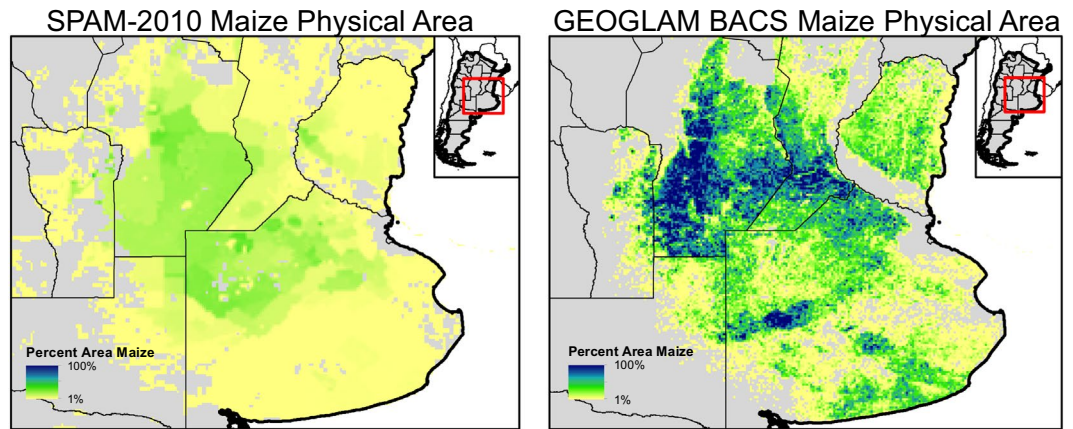 SPAM-2010 Maize Physical Area
GEOGLAM BACS Maize Physical Area
Percent Area Maize
100%
1%
Percent Area Maize
100%
1%